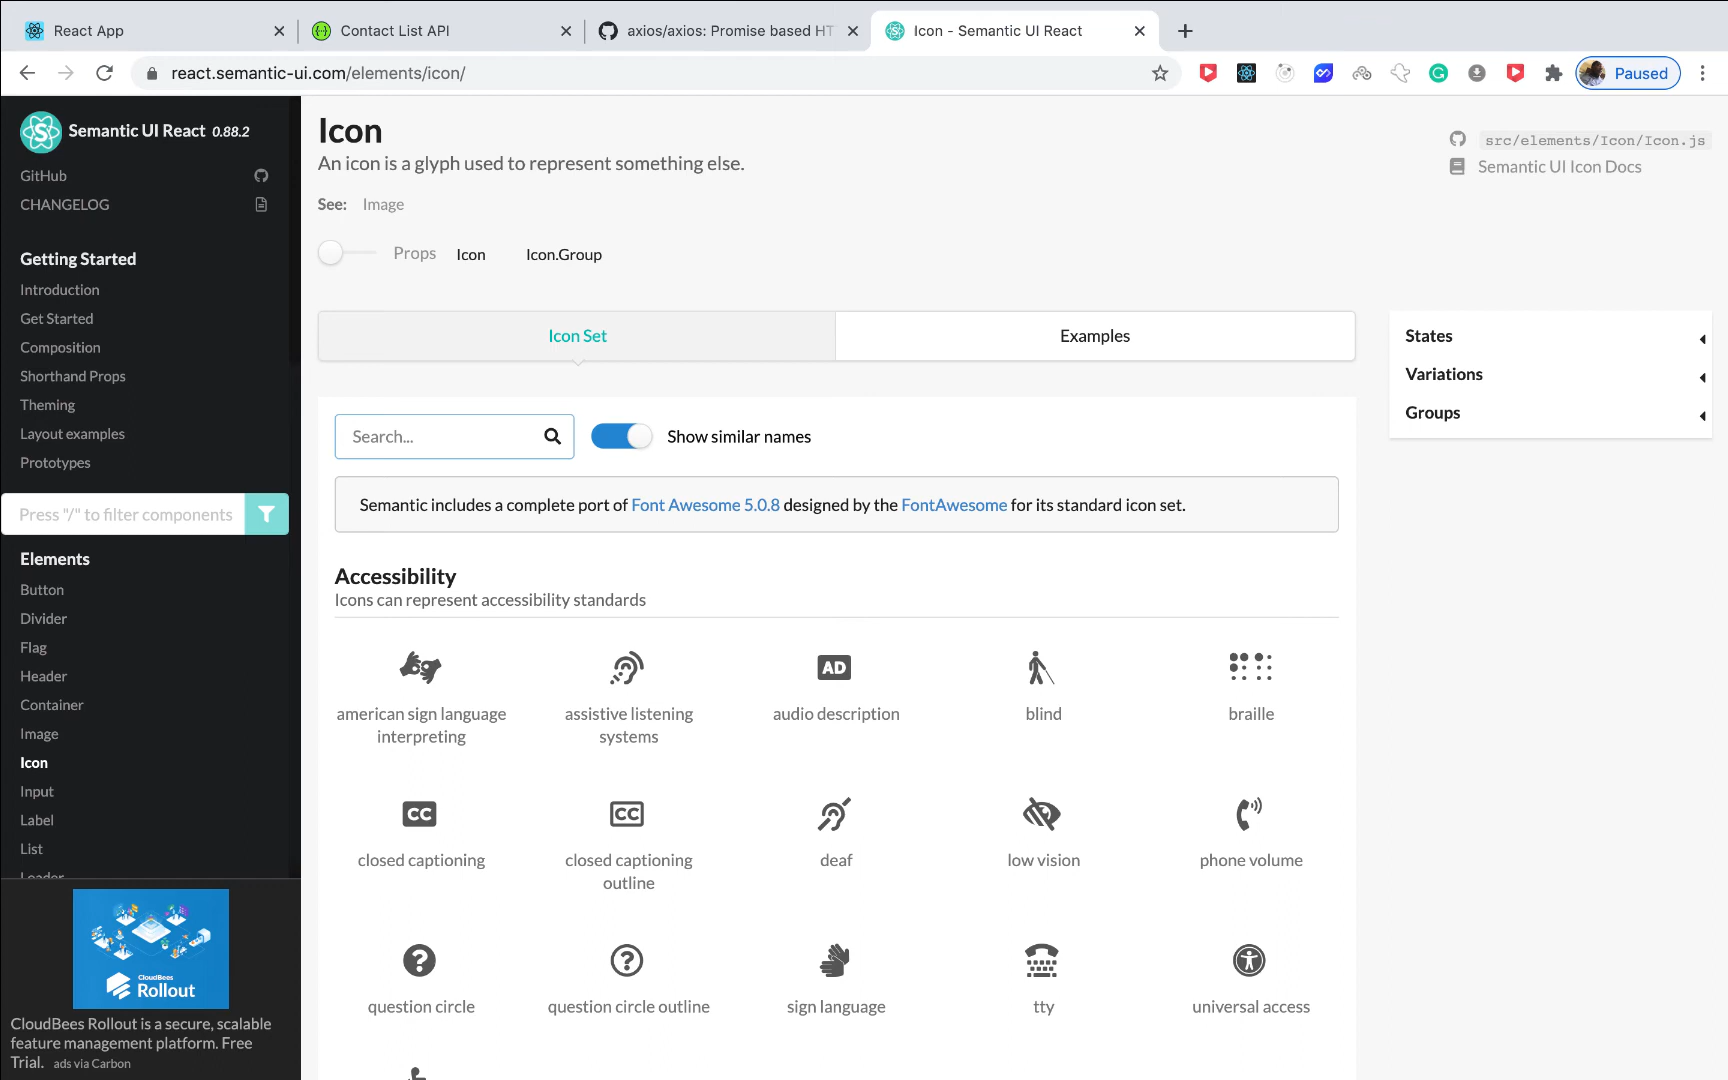 React App
Contact List API
axios/axios: Promise based HT
Icon - Semantic UI React
react.semantic-ui.com/elements/icon/
Paused
Semantic UI React 0.88.2
GitHub
CHANGELOG
Getting Started
Introduction
Get Started
Composition
Shorthand Props
Theming
Layout examples
Prototypes
Press "/" to filter components
Elements
Button
Divider
Flag
Header
Container
Image
Icon
Input
Label
List
Loader
CloudBees
Rollout
CloudBees Rollout is a secure, scalable
feature management platform. Free
Trial. ads via Carbon
Icon
An icon is a glyph used to represent something else.
See: Image
Props Icon Icon.Group
src/elements/Icon/Icon.js
Semantic UI Icon Docs
Icon Set
Examples
States
Variations
Groups
Search...
Show similar names
Semantic includes a complete port of Font Awesome 5.0.8 designed by the FontAwesome for its standard icon set.
Accessibility
Icons can represent accessibility standards
AD
american sign language
interpreting
assistive listening
systems
audio description
blind
braille
CC
CC
closed captioning
closed captioning
outline
deaf
low vision
phone volume
?
?
question circle
question circle outline
sign language
tty
universal access